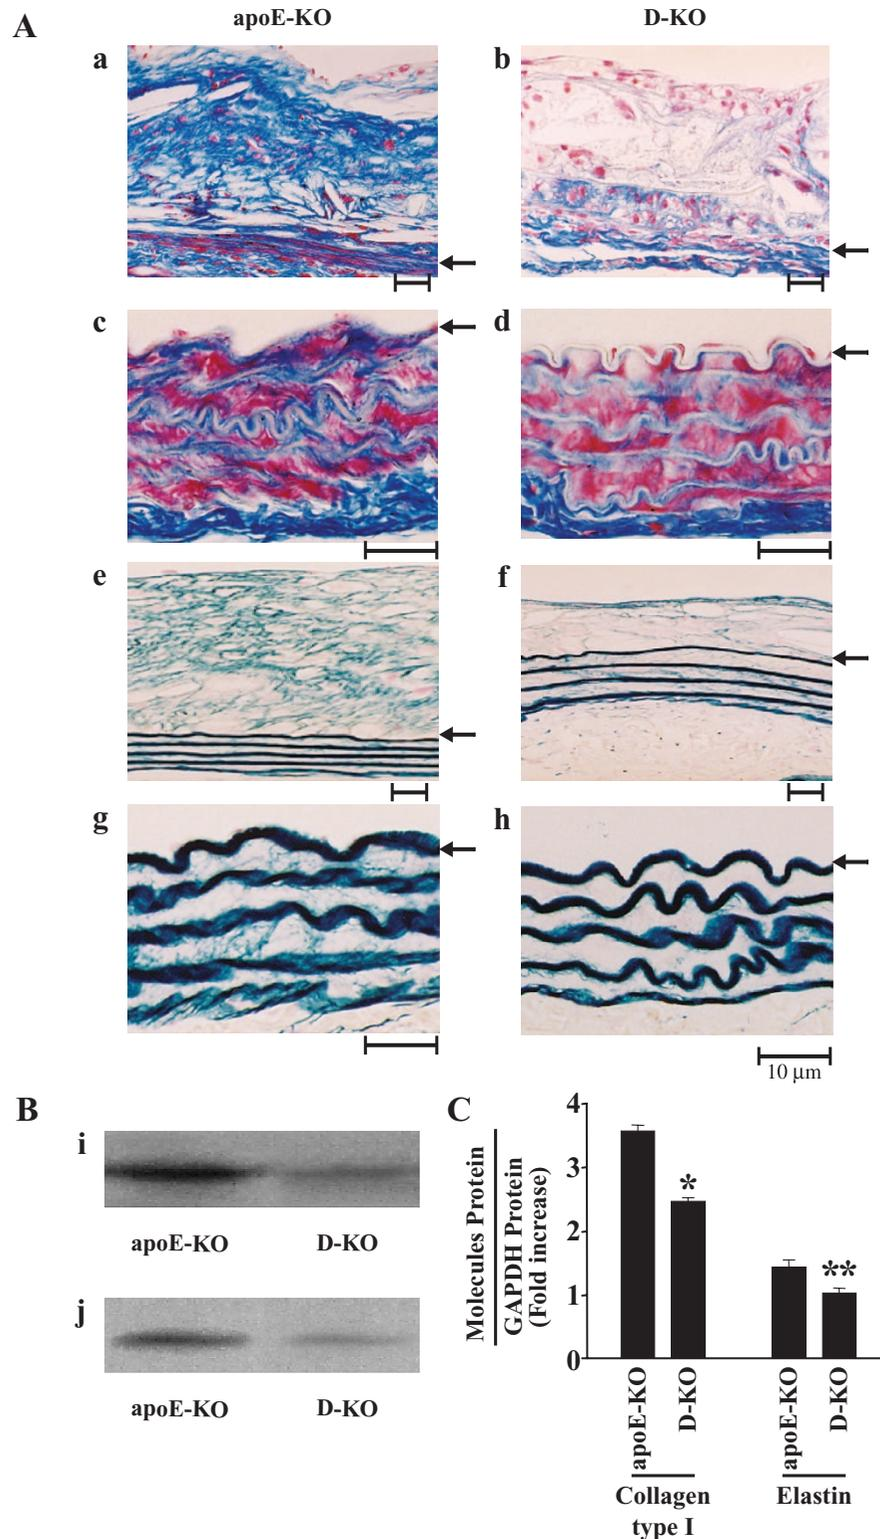 A
apoE-KO
D-KO
a
b
c
d
e
f
g
h
10 μm
B
i
apoE-KO
D-KO
j
apoE-KO
D-KO
C
Molecules Protein
GAPDH Protein
(Fold increase)
4
3
2
1
0
*
**
apoE-KO
D-KO
apoE-KO
D-KO
Collagen
type I
Elastin